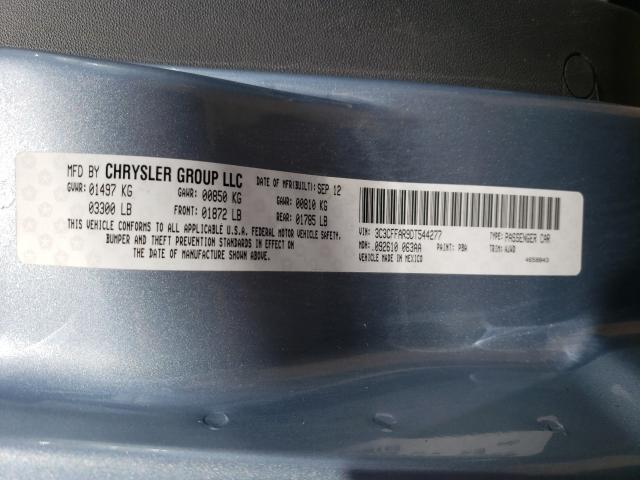 MFD BY CHRYSLER GROUP LLC DATE OF MFR(BUILT): SEP 12
GVWR: 01497 KG GAWR: 00850 KG GAWR: 00810 KG
03300 LB FRONT: 01872 LB REAR: 01785 LB
THIS VEHICLE CONFORMS TO ALL APPLICABLE U.S.A. FEDERAL MOTOR VEHICLE SAFETY,
BUMPER AND THEFT PREVENTION STANDARDS IN EFFECT ON
THE DATE OF MANUFACTURE SHOWN ABOVE.
VIN: 3C3CFFAR9DT544277 TYPE: PASSENGER CAR
MDH: 092610 063AA PAINT: PBA TRIM: AUAD
VEHICLE MADE IN MEXICO 4658843